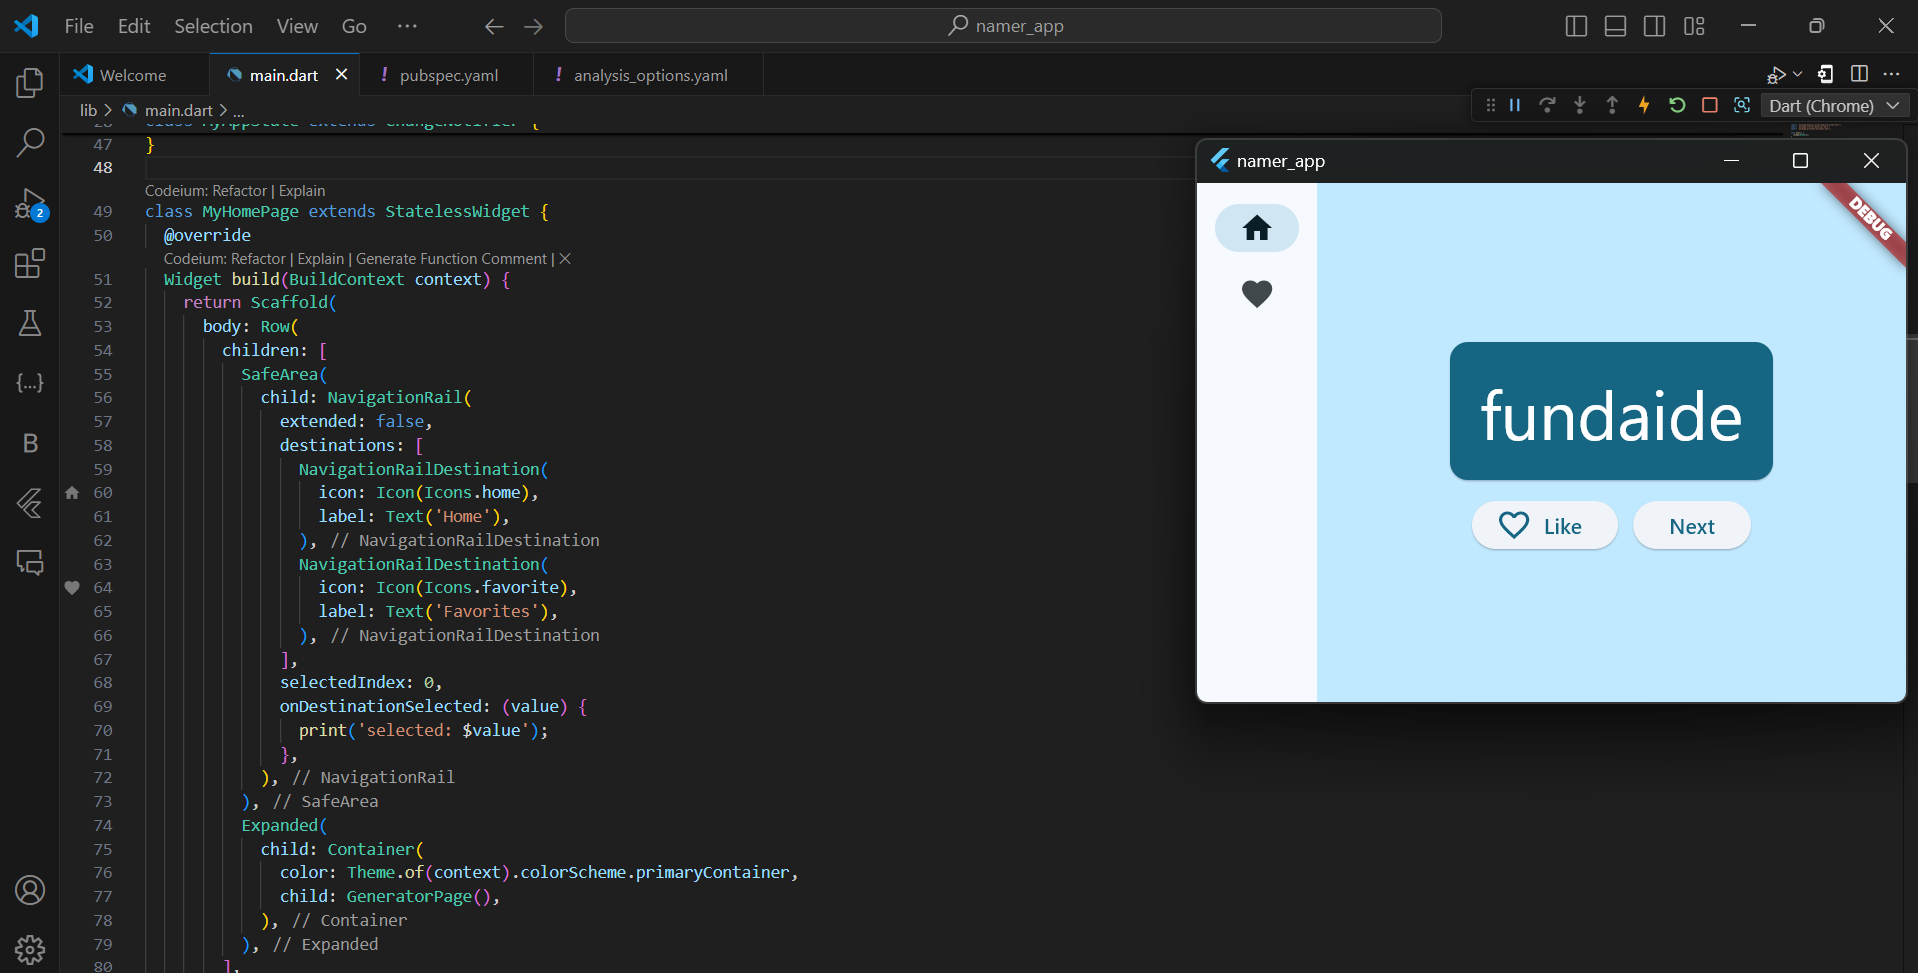 File Edit Selection View Go ···
namer_app
Welcome
main.dart
! pubspec.yaml
! analysis_options.yaml
lib > main.dart > ...
Dart (Chrome)
2
B
28 class MyAppState extends ChangeNotifier {
47 }
48
Codeium: Refactor | Explain
49 class MyHomePage extends StatelessWidget {
50 @override
Codeium: Refactor | Explain | Generate Function Comment | ×
51 Widget build(BuildContext context) {
52 return Scaffold(
53 body: Row(
54 children: [
55 SafeArea(
56 child: NavigationRail(
57 extended: false,
58 destinations: [
59 NavigationRailDestination(
60 icon: Icon(Icons.home),
61 label: Text('Home'),
62 ), // NavigationRailDestination
63 NavigationRailDestination(
64 icon: Icon(Icons.favorite),
65 label: Text('Favorites'),
66 ), // NavigationRailDestination
67 ],
68 selectedIndex: 0,
69 onDestinationSelected: (value) {
70 print('selected: $value');
71 },
72 ), // NavigationRail
73 ), // SafeArea
74 Expanded(
75 child: Container(
76 color: Theme.of(context).colorScheme.primaryContainer,
77 child: GeneratorPage(),
78 ), // Container
79 ), // Expanded
80 ],
namer_app
DEBUG
fundaide
Like
Next